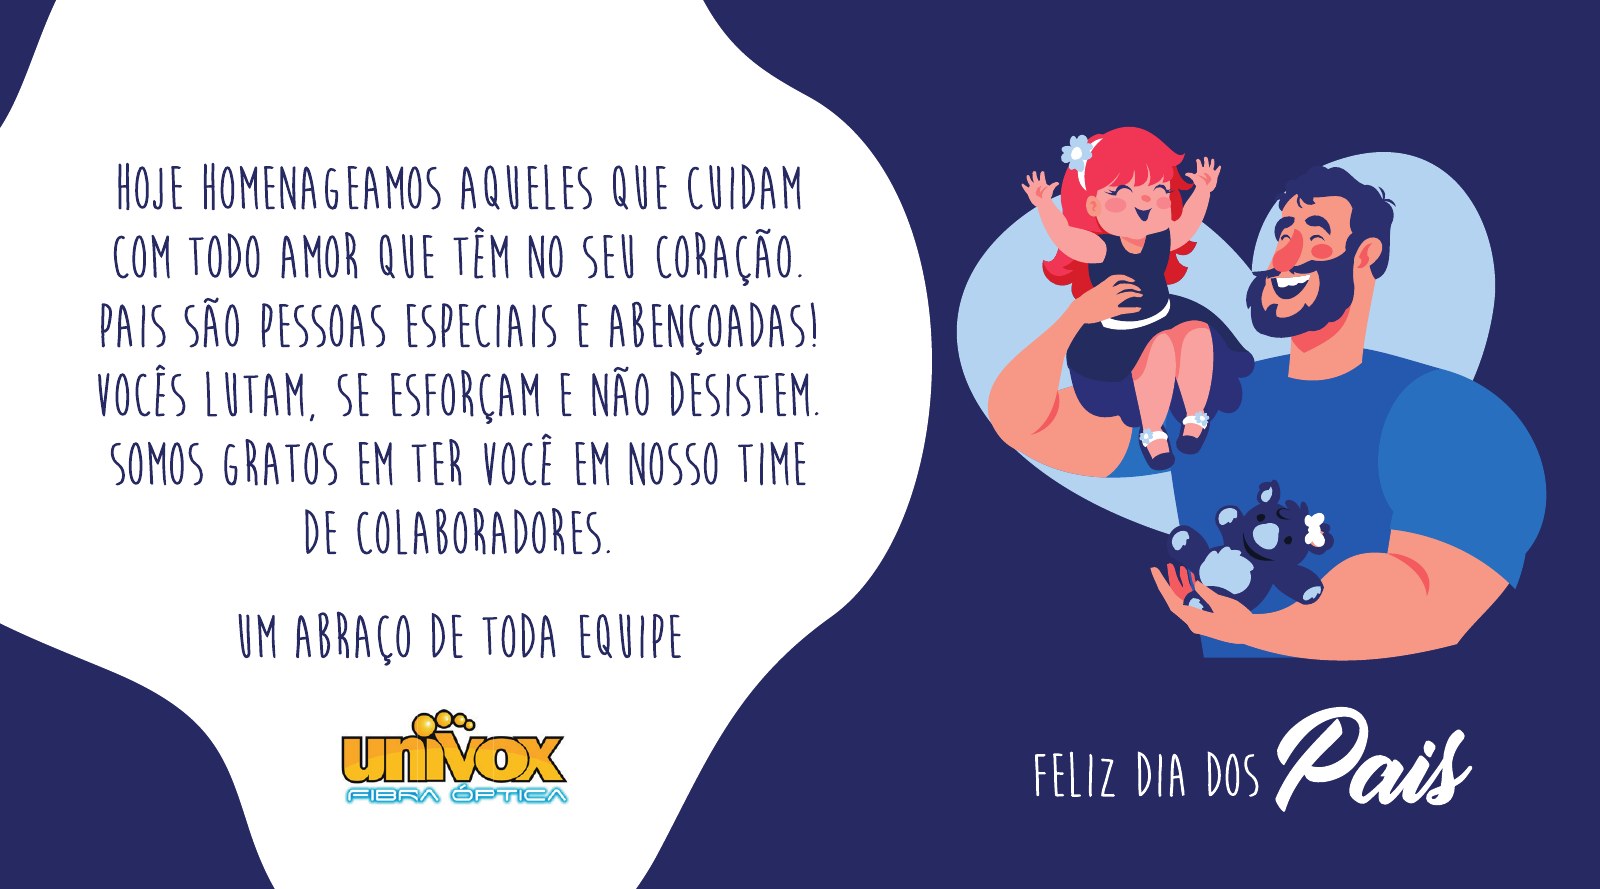 HOJE HOMENAGEAMOS AQUELES QUE CUIDAM
COM TODO AMOR QUE TÊM NO SEU CORAÇÃO.
PAIS SÃO PESSOAS ESPECIAIS E ABENÇOADAS!
VOCÊS LUTAM, SE ESFORÇAM E NÃO DESISTEM.
SOMOS GRATOS EM TER VOCÊ EM NOSSO TIME
DE COLABORADORES.
UM ABRAÇO DE TODA EQUIPE
univox
FIBRA ÓPTICA
FELIZ DIA DOS Pais